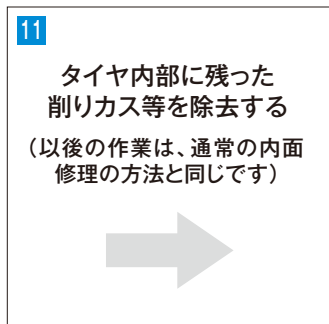 11
タイヤ内部に残った
削りカス等を除去する
（以後の作業は、通常の内面
修理の方法と同じです）